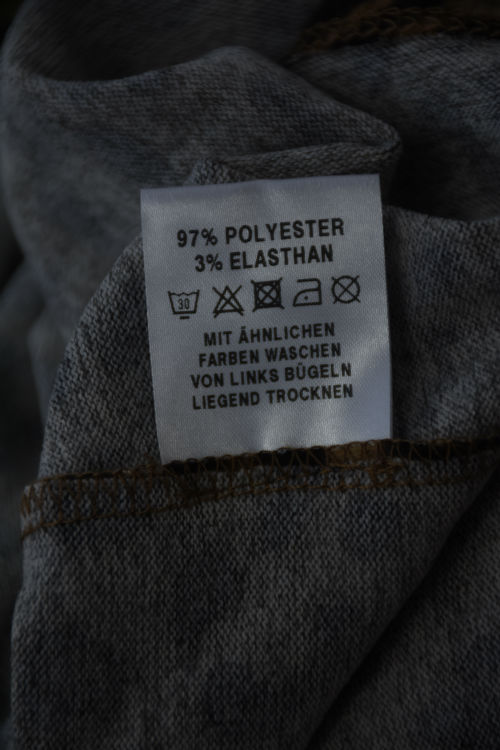 97% POLYESTER
3% ELASTHAN
30
MIT ÄHNLICHEN
FARBEN WASCHEN
VON LINKS BÜGELN
LIEGEND TROCKNEN